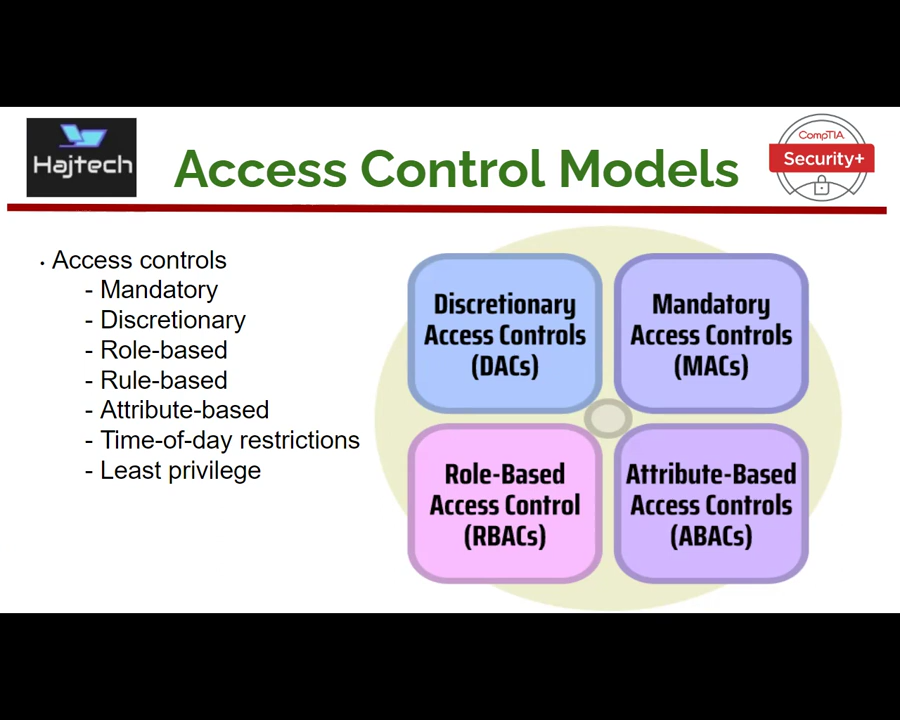 Hajtech
Access Control Models
CompTIA
Security+
· Access controls
- Mandatory
- Discretionary
- Role-based
- Rule-based
- Attribute-based
- Time-of-day restrictions
- Least privilege
Discretionary
Access Controls
(DACs)
Mandatory
Access Controls
(MACs)
Role-Based
Access Control
(RBACs)
Attribute-Based
Access Controls
(ABACs)